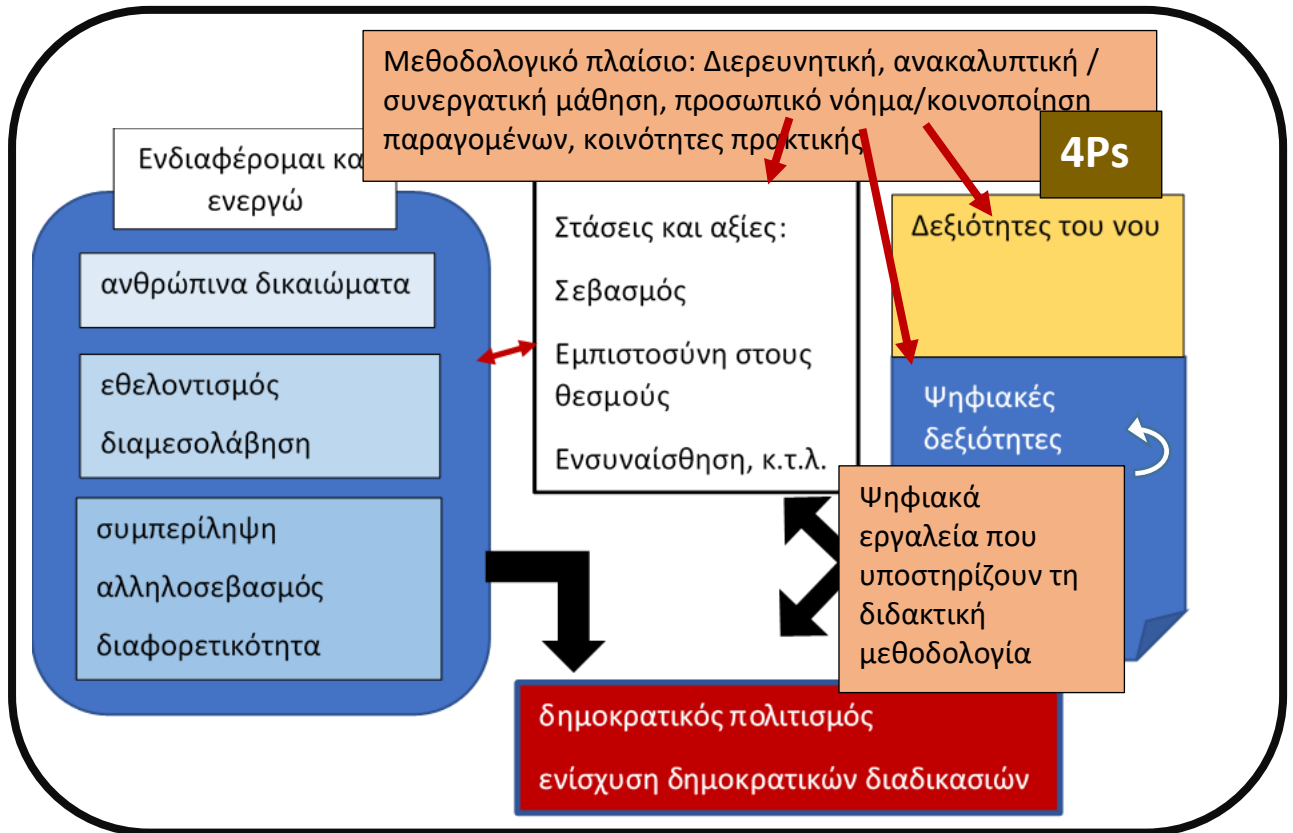 Μεθοδολογικό πλαίσιο: Διερευνητική, ανακαλυπτική /
συνεργατική μάθηση, προσωπικό νόημα/κοινοποίηση
παραγομένων, κοινότητες πρακτικής
4Ps
Ενδιαφέρομαι κα
ενεργώ
ανθρώπινα δικαιώματα
εθελοντισμός
διαμεσολάβηση
συμπερίληψη
αλληλοσεβασμός
διαφορετικότητα
Στάσεις και αξίες:
Σεβασμός
Εμπιστοσύνη στους
θεσμούς
Ενσυναίσθηση, κ.τ.λ.
Δεξιότητες του νου
Ψηφιακές
δεξιότητες
Ψηφιακά
εργαλεία που
υποστηρίζουν τη
διδακτική
μεθοδολογία
δημοκρατικός πολιτισμός
ενίσχυση δημοκρατικών διαδικασιών